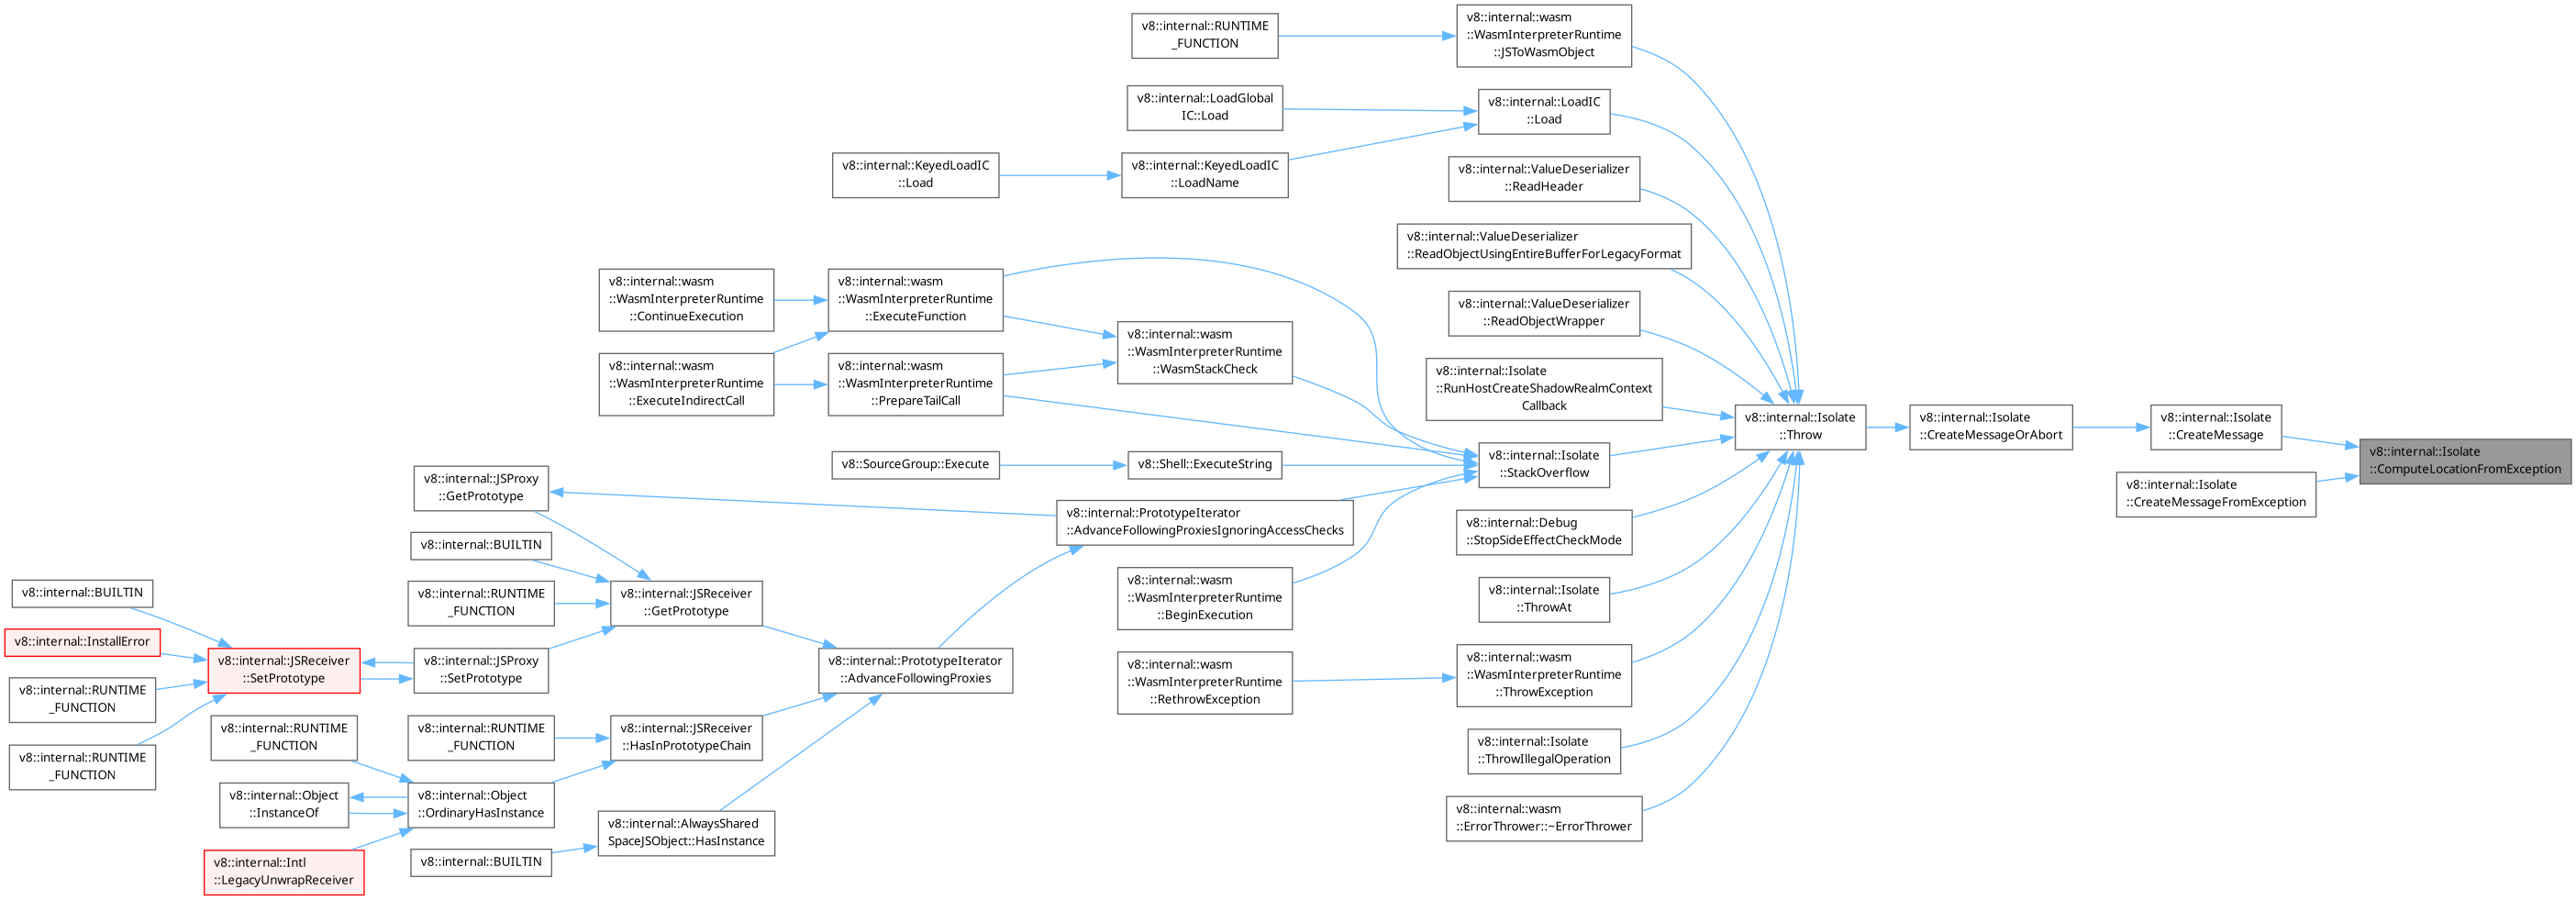 v8::internal::RUNTIME
_FUNCTION
v8::internal::wasm
::WasmInterpreterRuntime
::JSToWasmObject
v8::internal::LoadGlobal
IC::Load
v8::internal::LoadIC
::Load
v8::internal::KeyedLoadIC
::Load
v8::internal::KeyedLoadIC
::LoadName
v8::internal::ValueDeserializer
::ReadHeader
v8::internal::ValueDeserializer
::ReadObjectUsingEntireBufferForLegacyFormat
v8::internal::wasm
::WasmInterpreterRuntime
::ContinueExecution
v8::internal::wasm
::WasmInterpreterRuntime
::ExecuteFunction
v8::internal::ValueDeserializer
::ReadObjectWrapper
v8::internal::wasm
::WasmInterpreterRuntime
::WasmStackCheck
v8::internal::wasm
::WasmInterpreterRuntime
::ExecuteIndirectCall
v8::internal::wasm
::WasmInterpreterRuntime
::PrepareTailCall
v8::internal::Isolate
::RunHostCreateShadowRealmContext
Callback
v8::internal::Isolate
::Throw
v8::internal::Isolate
::CreateMessageOrAbort
v8::internal::Isolate
::CreateMessage
v8::internal::Isolate
::ComputeLocationFromException
v8::SourceGroup::Execute
v8::Shell::ExecuteString
v8::internal::Isolate
::StackOverflow
v8::internal::Isolate
::CreateMessageFromException
v8::internal::JSProxy
::GetPrototype
v8::internal::PrototypeIterator
::AdvanceFollowingProxiesIgnoringAccessChecks
v8::internal::Debug
::StopSideEffectCheckMode
v8::internal::BUILTIN
v8::internal::BUILTIN
v8::internal::RUNTIME
_FUNCTION
v8::internal::JSReceiver
::GetPrototype
v8::internal::wasm
::WasmInterpreterRuntime
::BeginExecution
v8::internal::Isolate
::ThrowAt
v8::internal::InstallError
v8::internal::JSReceiver
::SetPrototype
v8::internal::JSProxy
::SetPrototype
v8::internal::PrototypeIterator
::AdvanceFollowingProxies
v8::internal::wasm
::WasmInterpreterRuntime
::RethrowException
v8::internal::wasm
::WasmInterpreterRuntime
::ThrowException
v8::internal::RUNTIME
_FUNCTION
v8::internal::RUNTIME
_FUNCTION
v8::internal::RUNTIME
_FUNCTION
v8::internal::JSReceiver
::HasInPrototypeChain
v8::internal::Isolate
::ThrowIllegalOperation
v8::internal::RUNTIME
_FUNCTION
v8::internal::Object
::InstanceOf
v8::internal::Object
::OrdinaryHasInstance
v8::internal::AlwaysShared
SpaceJSObject::HasInstance
v8::internal::wasm
::ErrorThrower::~ErrorThrower
v8::internal::Intl
::LegacyUnwrapReceiver
v8::internal::BUILTIN